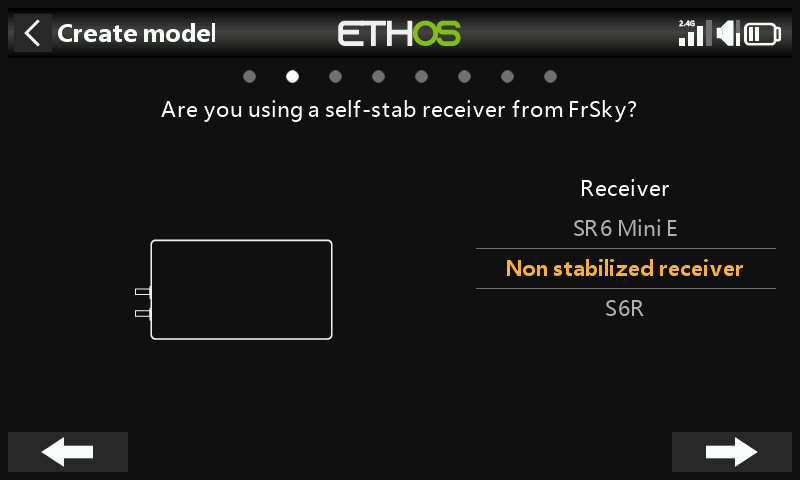 Create model
ETHOS
2.4G
Are you using a self-stab receiver from FrSky?
Receiver
SR6 Mini E
Non stabilized receiver
S6R